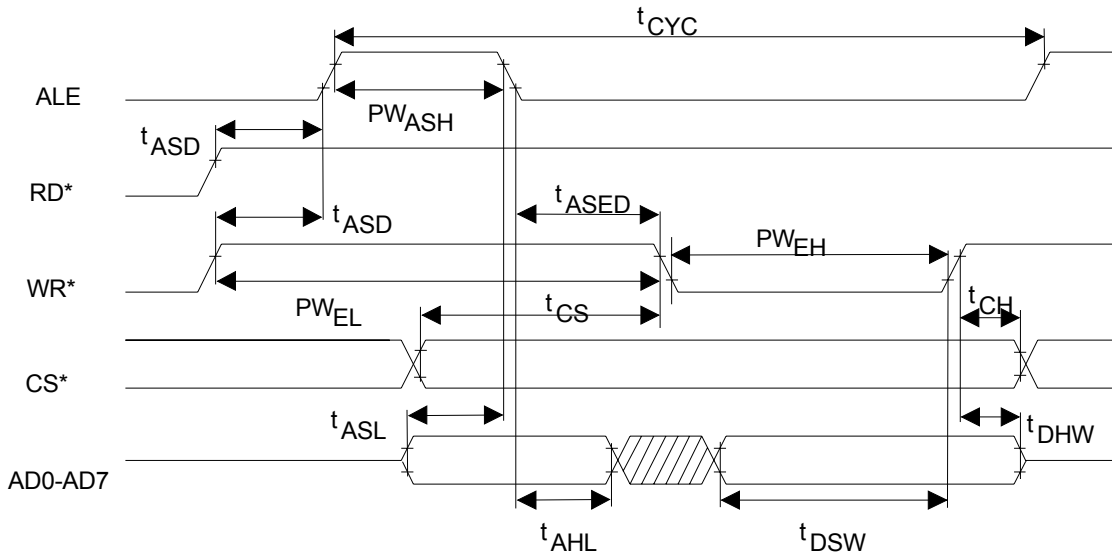 tCYC
ALE
PWASH
tASD
RD*
tASED
tASD
PWEH
WR*
PWEL
tCS
tCH
CS*
tASL
tDHW
AD0-AD7
tAHL
tDSW